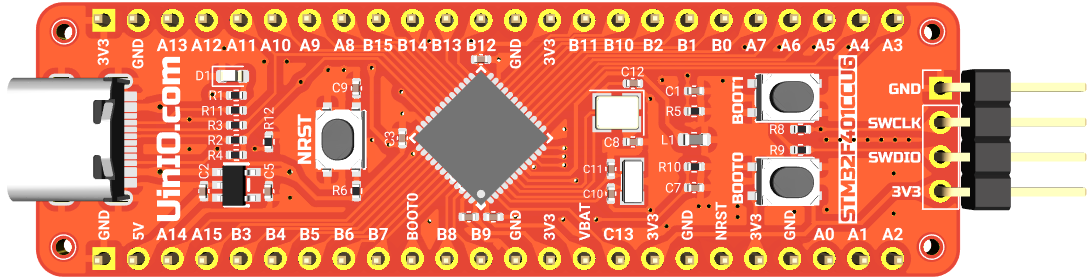 3V3 GND A13 A12 A11 A10 A9 A8 B15 B14 B13 B12 GND 3V3 B11 B10 B2 B1 B0 A7 A6 A5 A4 A3
UinIO.com
D1
R1
R11
R3
R2
R4
R12
C2
C5
NRST
C9
R6
C3
C12
C8
C11
C10
C1
R5
L1
R10
C7
BOOT1
R8
R9
BOOT0
STM32F401CCU6
GND
SWCLK
SWDIO
3V3
GND 5V A14 A15 B3 B4 B5 B6 B7 BOOT0 B8 B9 GND 3V3 VBAT C13 3V3 GND NRST 3V3 GND A0 A1 A2